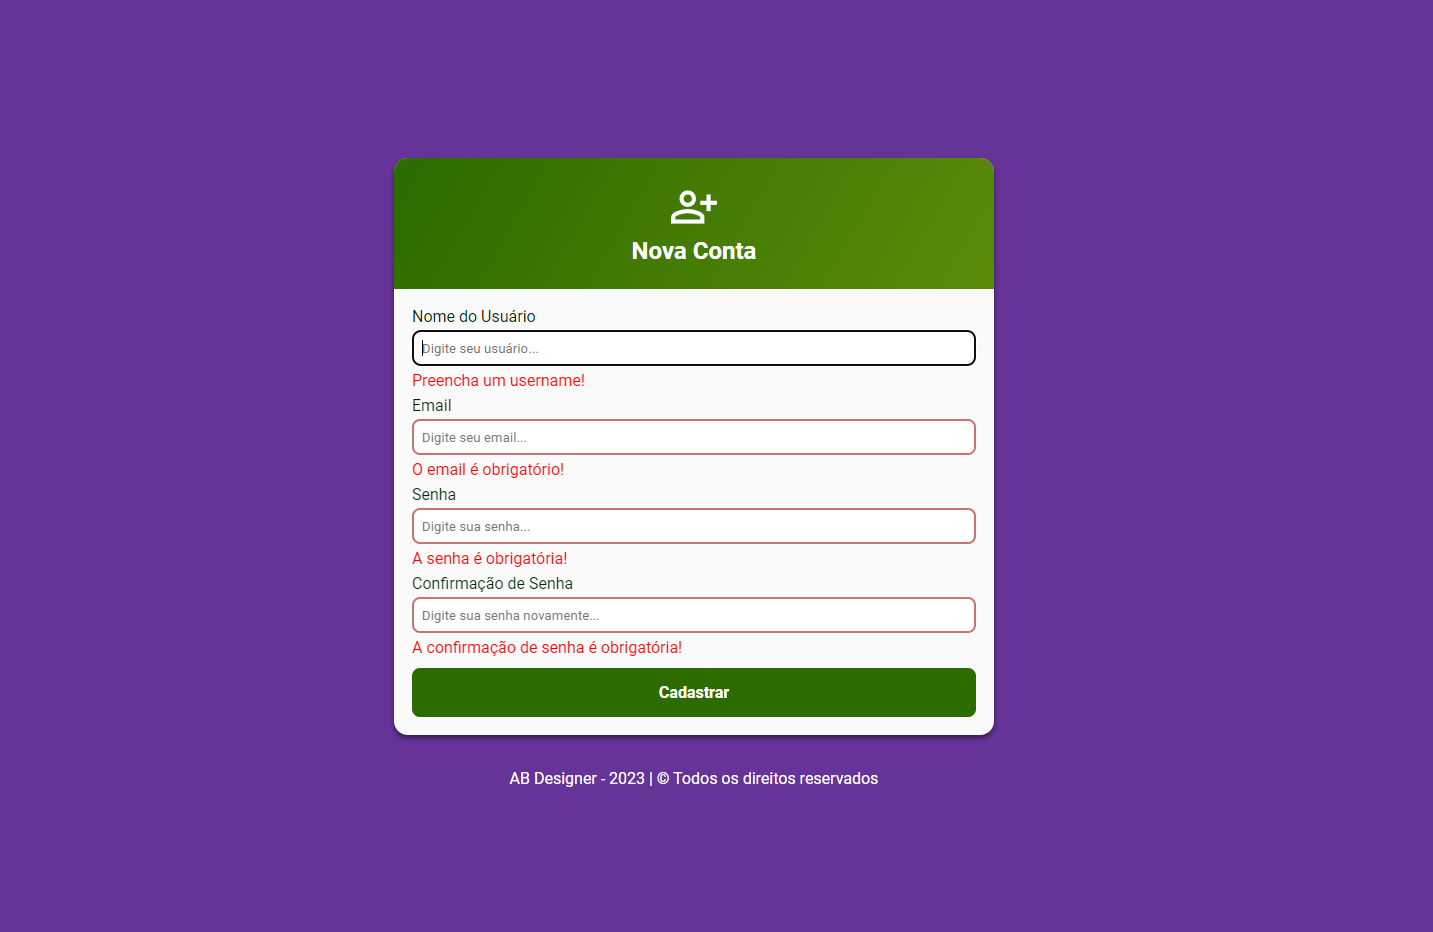 Nova Conta
Nome do Usuário
Digite seu usuário...
Preencha um username!
Email
Digite seu email...
O email é obrigatório!
Senha
Digite sua senha...
A senha é obrigatória!
Confirmação de Senha
Digite sua senha novamente...
A confirmação de senha é obrigatória!
Cadastrar
AB Designer - 2023 | © Todos os direitos reservados